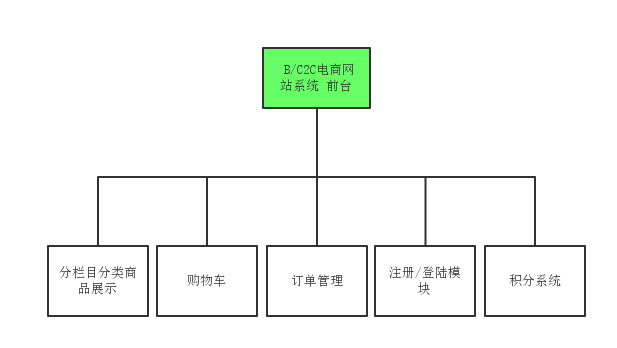 B/C2C电商网
站系统 前台
分栏目分类商
品展示
购物车
订单管理
注册/登陆模
块
积分系统